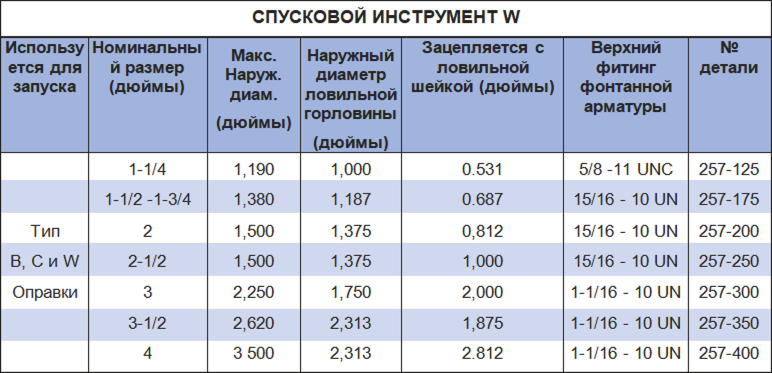 СПУСКОВОЙ ИНСТРУМЕНТ W
Использу
ется для
запуска
Номинальны
й размер
(дюймы)
Макс.
Наруж.
диам.
(дюймы)
Наружный
диаметр
ловильной
горловины
(дюймы)
Зацепляется с
ловильной
шейкой (дюймы)
Верхний
фитинг
фонтанной
арматуры
№
детали
1-1/4 1,190 1,000 0.531 5/8 -11 UNC 257-125
1-1/2 -1-3/4 1,380 1,187 0.687 15/16 - 10 UN 257-175
Тип 2 1,500 1,375 0,812 15/16 - 10 UN 257-200
B, C и W 2-1/2 1,500 1,375 1,000 15/16 - 10 UN 257-250
Оправки 3 2,250 1,750 2,000 1-1/16 - 10 UN 257-300
3-1/2 2,620 2,313 1,875 1-1/16 - 10 UN 257-350
4 3 500 2,313 2.812 1-1/16 - 10 UN 257-400